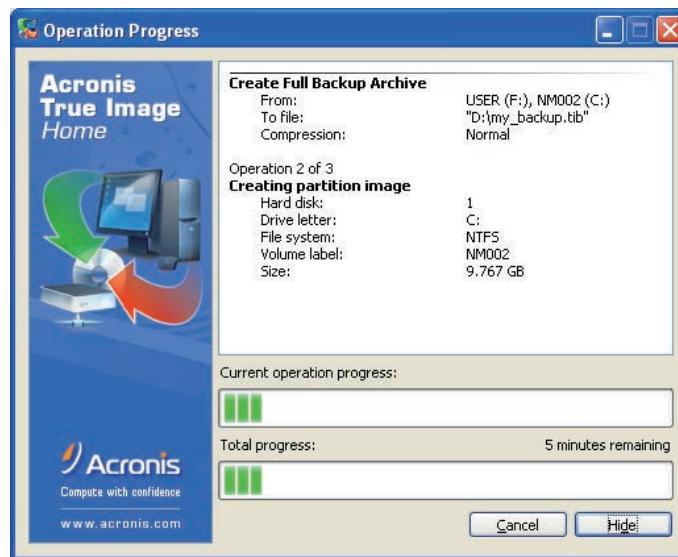 Operation Progress
Acronis
True Image
Home
Create Full Backup Archive
From: USER (F:), NM002 (C:)
To file: "D:\my_backup.tib"
Compression: Normal
Operation 2 of 3
Creating partition image
Hard disk: 1
Drive letter: C:
File system: NTFS
Volume label: NM002
Size: 9.767 GB
Current operation progress:
Total progress: 5 minutes remaining
Acronis
Compute with confidence
www.acronis.com
Cancel Hide